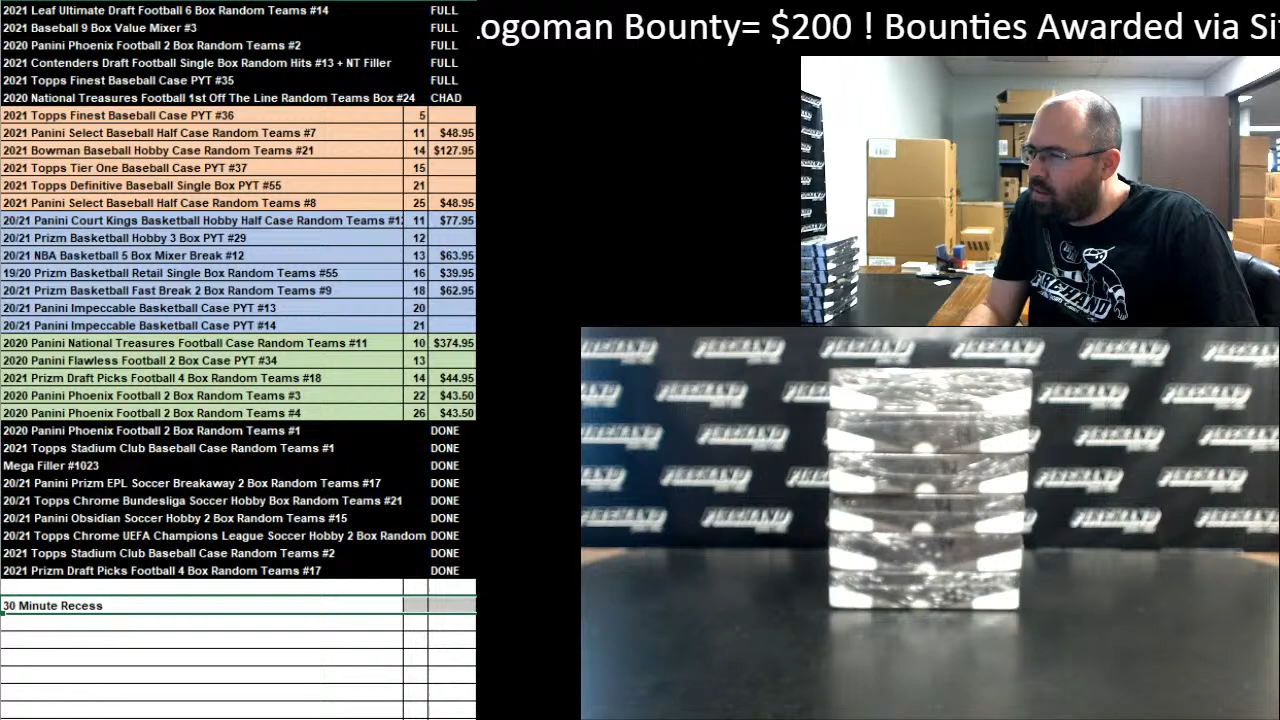 2021 Leaf Ultimate Draft Football 6 Box Random Teams #14 FULL
2021 Baseball 9 Box Value Mixer #3 FULL
2020 Panini Phoenix Football 2 Box Random Teams #2 FULL
2021 Contenders Draft Football Single Box Random Hits #13 + NT Filler FULL
2021 Topps Finest Baseball Case PYT #35 FULL
2020 National Treasures Football 1st Off The Line Random Teams Box #24 CHAD
2021 Topps Finest Baseball Case PYT #36 5
2021 Panini Select Baseball Half Case Random Teams #7 11 $48.95
2021 Bowman Baseball Hobby Case Random Teams #21 14 $127.95
2021 Topps Tier One Baseball Case PYT #37 15
2021 Topps Definitive Baseball Single Box PYT #55 21
2021 Panini Select Baseball Half Case Random Teams #8 25 $48.95
20/21 Panini Court Kings Basketball Hobby Half Case Random Teams #12 11 $77.95
20/21 Prizm Basketball Hobby 3 Box PYT #29 12
20/21 NBA Basketball 5 Box Mixer Break #12 13 $63.95
19/20 Prizm Basketball Retail Single Box Random Teams #55 16 $39.95
20/21 Prizm Basketball Fast Break 2 Box Random Teams #9 18 $62.95
20/21 Panini Impeccable Basketball Case PYT #13 20
20/21 Panini Impeccable Basketball Case PYT #14 21
2020 Panini National Treasures Football Case Random Teams #11 10 $374.95
2020 Panini Flawless Football 2 Box Case PYT #34 13
2021 Prizm Draft Picks Football 4 Box Random Teams #18 14 $44.95
2020 Panini Phoenix Football 2 Box Random Teams #3 22 $43.50
2020 Panini Phoenix Football 2 Box Random Teams #4 26 $43.50
2020 Panini Phoenix Football 2 Box Random Teams #1 DONE
2021 Topps Stadium Club Baseball Case Random Teams #1 DONE
Mega Filler #1023 DONE
20/21 Panini Prizm EPL Soccer Breakaway 2 Box Random Teams #17 DONE
20/21 Topps Chrome Bundesliga Soccer Hobby Box Random Teams #21 DONE
20/21 Panini Obsidian Soccer Hobby 2 Box Random Teams #15 DONE
20/21 Topps Chrome UEFA Champions League Soccer Hobby 2 Box Random DONE
2021 Topps Stadium Club Baseball Case Random Teams #2 DONE
2021 Prizm Draft Picks Football 4 Box Random Teams #17 DONE
30 Minute Recess
Logoman Bounty= $200 ! Bounties Awarded via Si
FIREHAND
FIREHAND